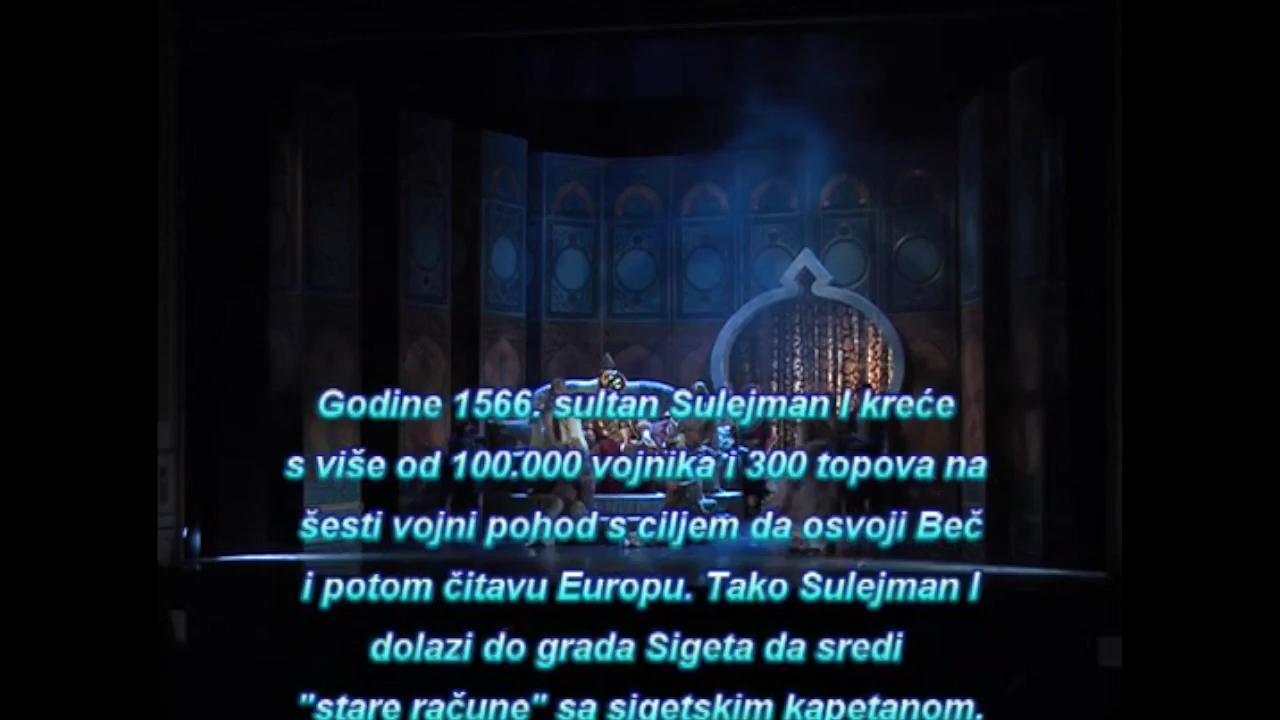 Godine 1566. sultan Sulejman I kreće
s više od 100.000 vojnika i 300 topova na
šesti vojni pohod s ciljem da osvoji Beč
i potom čitavu Europu. Tako Sulejman I
dolazi do grada Sigeta da sredi
"stare račune" sa sigetskim kapetanom.